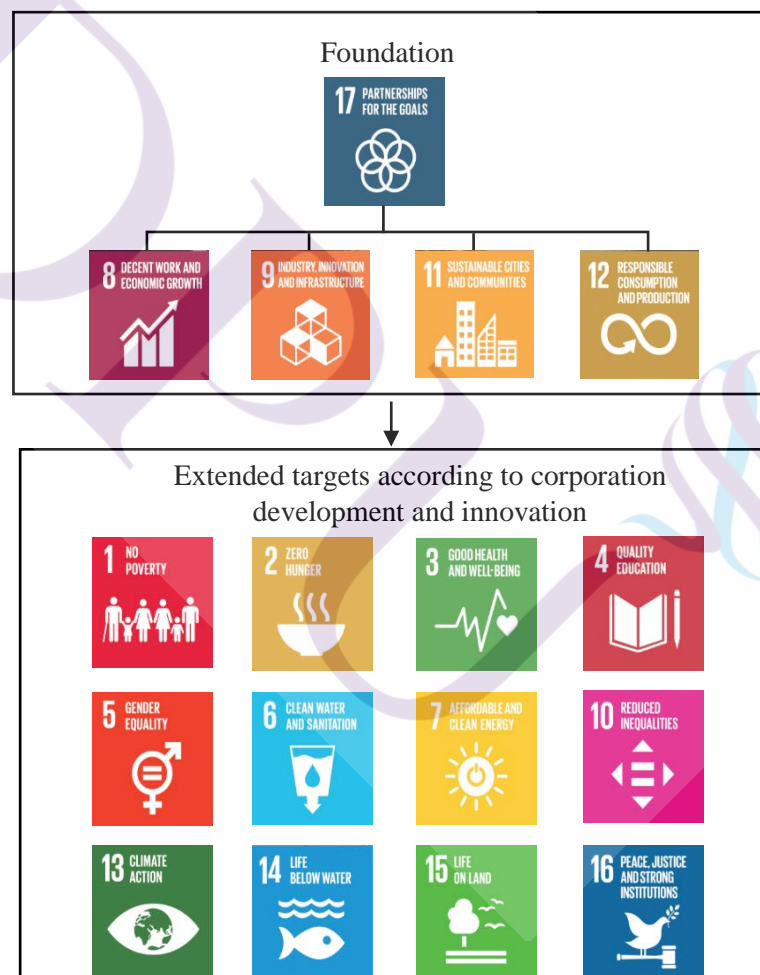 Foundation
17 PARTNERSHIPS
FOR THE GOALS
8 DECENT WORK AND
ECONOMIC GROWTH
9 INDUSTRY, INNOVATION
AND INFRASTRUCTURE
11 SUSTAINABLE CITIES
AND COMMUNITIES
12 RESPONSIBLE
CONSUMPTION
AND PRODUCTION
Extended targets according to corporation
development and innovation
1 NO
POVERTY
2 ZERO
HUNGER
3 GOOD HEALTH
AND WELL-BEING
4 QUALITY
EDUCATION
5 GENDER
EQUALITY
6 CLEAN WATER
AND SANITATION
7 AFFORDABLE AND
CLEAN ENERGY
10 REDUCED
INEQUALITIES
13 CLIMATE
ACTION
14 LIFE
BELOW WATER
15 LIFE
ON LAND
16 PEACE, JUSTICE
AND STRONG
INSTITUTIONS